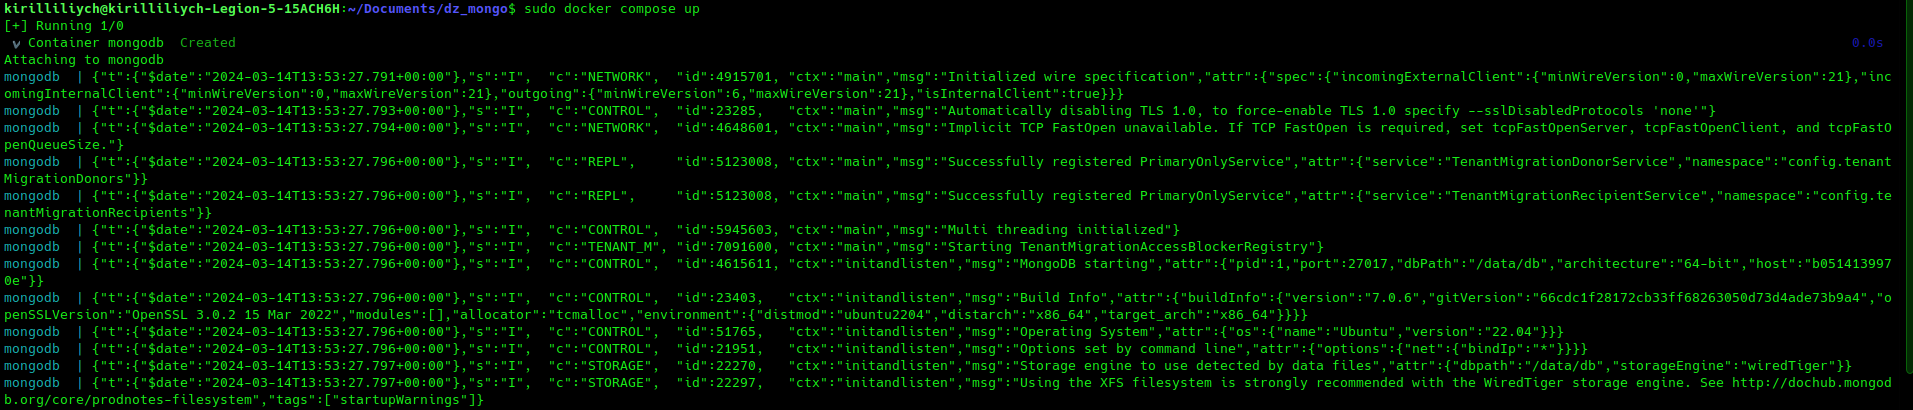 kirilliliych@kirilliliych-Legion-5-15ACH6H:~/Documents/dz_mongo$ sudo docker compose up
[+] Running 1/0
✔ Container mongodb  Created                                                        0.0s
Attaching to mongodb
mongodb  | {"t":{"$date":"2024-03-14T13:53:27.791+00:00"},"s":"I",  "c":"NETWORK",  "id":4915701, "ctx":"main","msg":"Initialized wire specification","attr":{"spec":{"incomingExternalClient":{"minWireVersion":0,"maxWireVersion":21},"inc
omingInternalClient":{"minWireVersion":0,"maxWireVersion":21},"outgoing":{"minWireVersion":6,"maxWireVersion":21},"isInternalClient":true}}}
mongodb  | {"t":{"$date":"2024-03-14T13:53:27.793+00:00"},"s":"I",  "c":"CONTROL",  "id":23285,   "ctx":"main","msg":"Automatically disabling TLS 1.0, to force-enable TLS 1.0 specify --sslDisabledProtocols 'none'"}
mongodb  | {"t":{"$date":"2024-03-14T13:53:27.794+00:00"},"s":"I",  "c":"NETWORK",  "id":4648601, "ctx":"main","msg":"Implicit TCP FastOpen unavailable. If TCP FastOpen is required, set tcpFastOpenServer, tcpFastOpenClient, and tcpFastO
penQueueSize."}
mongodb  | {"t":{"$date":"2024-03-14T13:53:27.796+00:00"},"s":"I",  "c":"REPL",     "id":5123008, "ctx":"main","msg":"Successfully registered PrimaryOnlyService","attr":{"service":"TenantMigrationDonorService","namespace":"config.tenant
MigrationDonors"}}
mongodb  | {"t":{"$date":"2024-03-14T13:53:27.796+00:00"},"s":"I",  "c":"REPL",     "id":5123008, "ctx":"main","msg":"Successfully registered PrimaryOnlyService","attr":{"service":"TenantMigrationRecipientService","namespace":"config.te
nantMigrationRecipients"}}
mongodb  | {"t":{"$date":"2024-03-14T13:53:27.796+00:00"},"s":"I",  "c":"CONTROL",  "id":5945603, "ctx":"main","msg":"Multi threading initialized"}
mongodb  | {"t":{"$date":"2024-03-14T13:53:27.796+00:00"},"s":"I",  "c":"TENANT_M", "id":7091600, "ctx":"main","msg":"Starting TenantMigrationAccessBlockerRegistry"}
mongodb  | {"t":{"$date":"2024-03-14T13:53:27.796+00:00"},"s":"I",  "c":"CONTROL",  "id":4615611, "ctx":"initandlisten","msg":"MongoDB starting","attr":{"pid":1,"port":27017,"dbPath":"/data/db","architecture":"64-bit","host":"b051413997
0e"}}
mongodb  | {"t":{"$date":"2024-03-14T13:53:27.796+00:00"},"s":"I",  "c":"CONTROL",  "id":23403,   "ctx":"initandlisten","msg":"Build Info","attr":{"buildInfo":{"version":"7.0.6","gitVersion":"66cdc1f28172cb33ff68263050d73d4ade73b9a4","o
penSSLVersion":"OpenSSL 3.0.2 15 Mar 2022","modules":[],"allocator":"tcmalloc","environment":{"distmod":"ubuntu2204","distarch":"x86_64","target_arch":"x86_64"}}}}
mongodb  | {"t":{"$date":"2024-03-14T13:53:27.796+00:00"},"s":"I",  "c":"CONTROL",  "id":51765,   "ctx":"initandlisten","msg":"Operating System","attr":{"os":{"name":"Ubuntu","version":"22.04"}}}
mongodb  | {"t":{"$date":"2024-03-14T13:53:27.796+00:00"},"s":"I",  "c":"CONTROL",  "id":21951,   "ctx":"initandlisten","msg":"Options set by command line","attr":{"options":{"net":{"bindIp":"*"}}}}
mongodb  | {"t":{"$date":"2024-03-14T13:53:27.797+00:00"},"s":"I",  "c":"STORAGE",  "id":22270,   "ctx":"initandlisten","msg":"Storage engine to use detected by data files","attr":{"dbpath":"/data/db","storageEngine":"wiredTiger"}}
mongodb  | {"t":{"$date":"2024-03-14T13:53:27.797+00:00"},"s":"I",  "c":"STORAGE",  "id":22297,   "ctx":"initandlisten","msg":"Using the XFS filesystem is strongly recommended with the WiredTiger storage engine. See http://dochub.mongod
b.org/core/prodnotes-filesystem","tags":["startupWarnings"]}